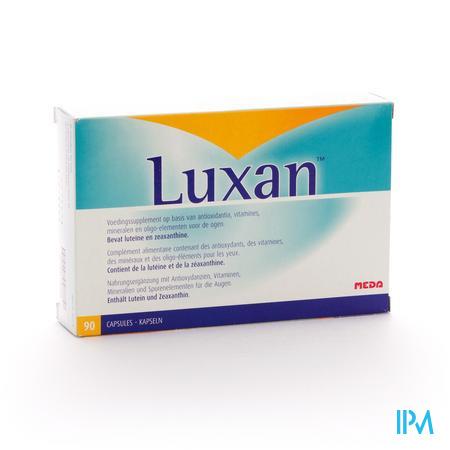 Luxan™
Voedingssupplement op basis van antioxidantia, vitamines,
mineralen en oligo-elementen voor de ogen.
Bevat luteine en zeaxanthine.
Complément alimentaire contenant des antioxydants, des vitamines,
des minéraux et des oligo-éléments pour les yeux.
Contient de la lutéine et de la zéaxanthine.
Nahrungsergänzung mit Antioxydanzien, Vitaminen,
Mineralien und Spurenelementen für die Augen.
Enthält Lutein und Zeaxanthin.
90 CAPSULES - KAPSELN
MEDA
IPM